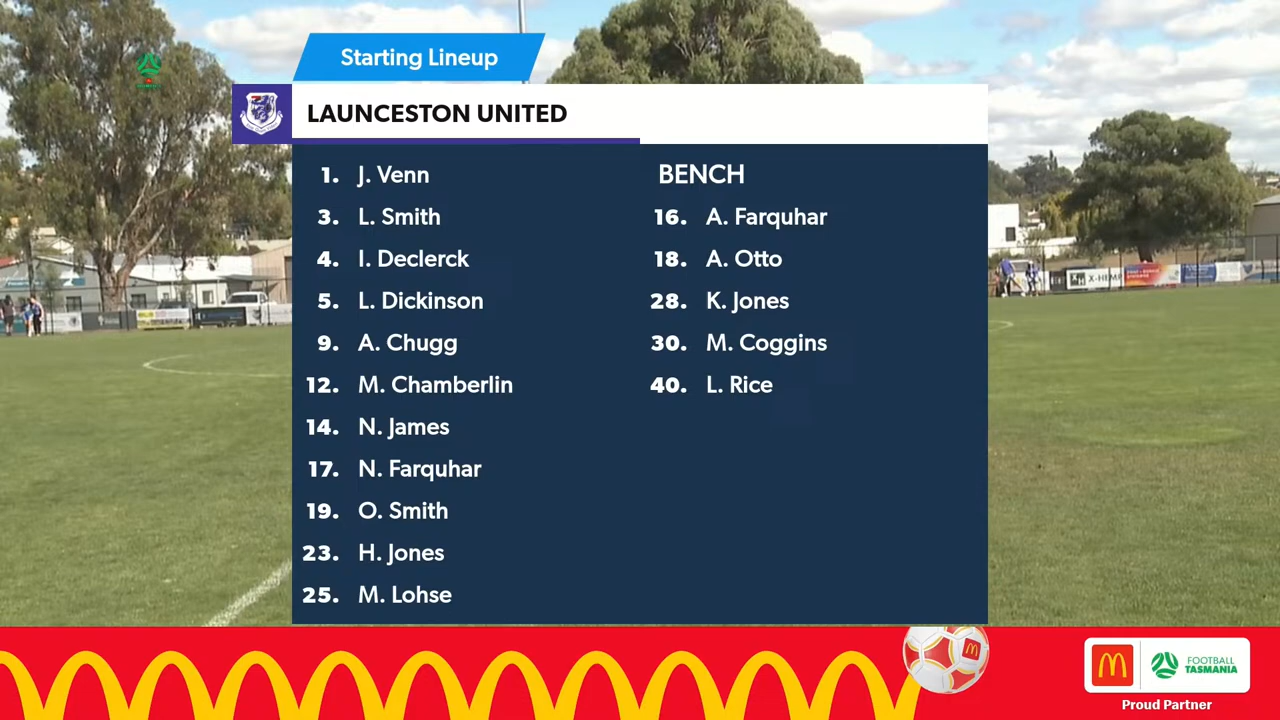 Starting Lineup
LAUNCESTON UNITED
1. J. Venn
3. L. Smith
4. I. Declerck
5. L. Dickinson
9. A. Chugg
12. M. Chamberlin
14. N. James
17. N. Farquhar
19. O. Smith
23. H. Jones
25. M. Lohse
BENCH
16. A. Farquhar
18. A. Otto
28. K. Jones
30. M. Coggins
40. L. Rice
X-HEMP
FOOTBALL
TASMANIA
Proud Partner